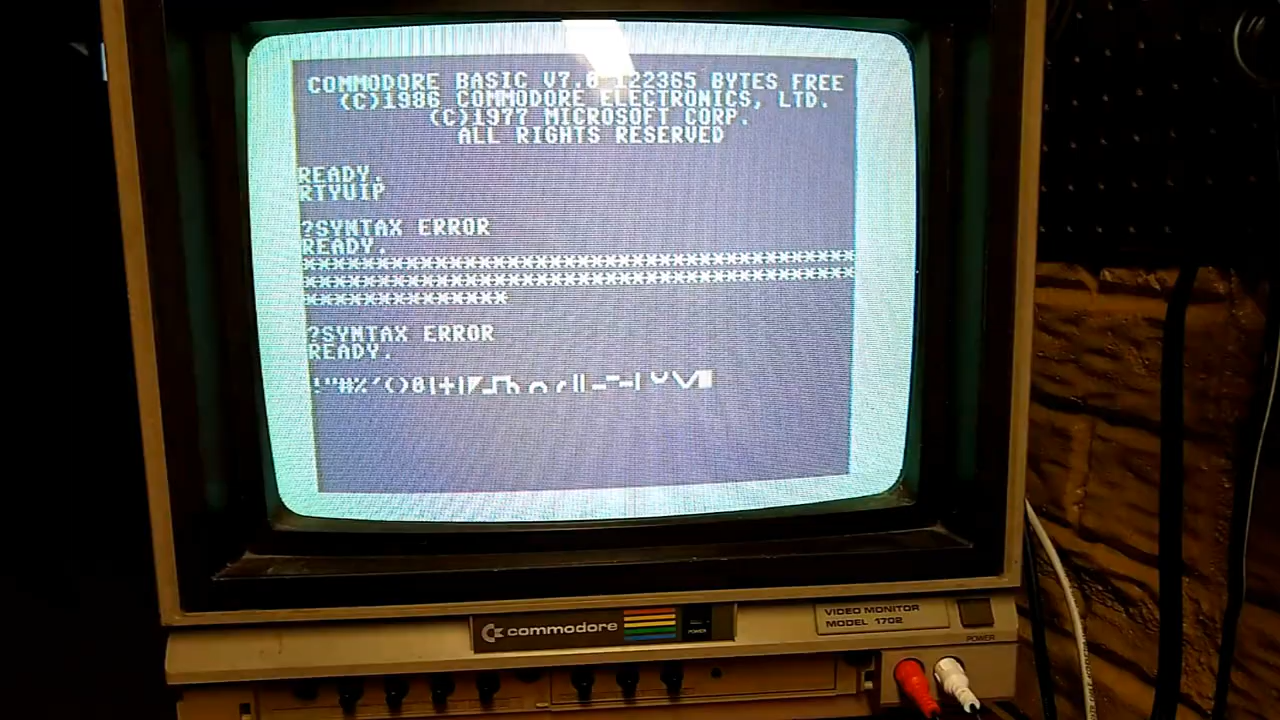 COMMODORE BASIC V7.0 122365 BYTES FREE
(C)1986 COMMODORE ELECTRONICS, LTD.
(C)1977 MICROSOFT CORP.
ALL RIGHTS RESERVED
READY.
RTYUIP
?SYNTAX ERROR
READY.
****************************************
****************************************
**************
?SYNTAX ERROR
READY.
!"#%'()
commodore
POWER
VIDEO MONITOR
MODEL 1702
POWER